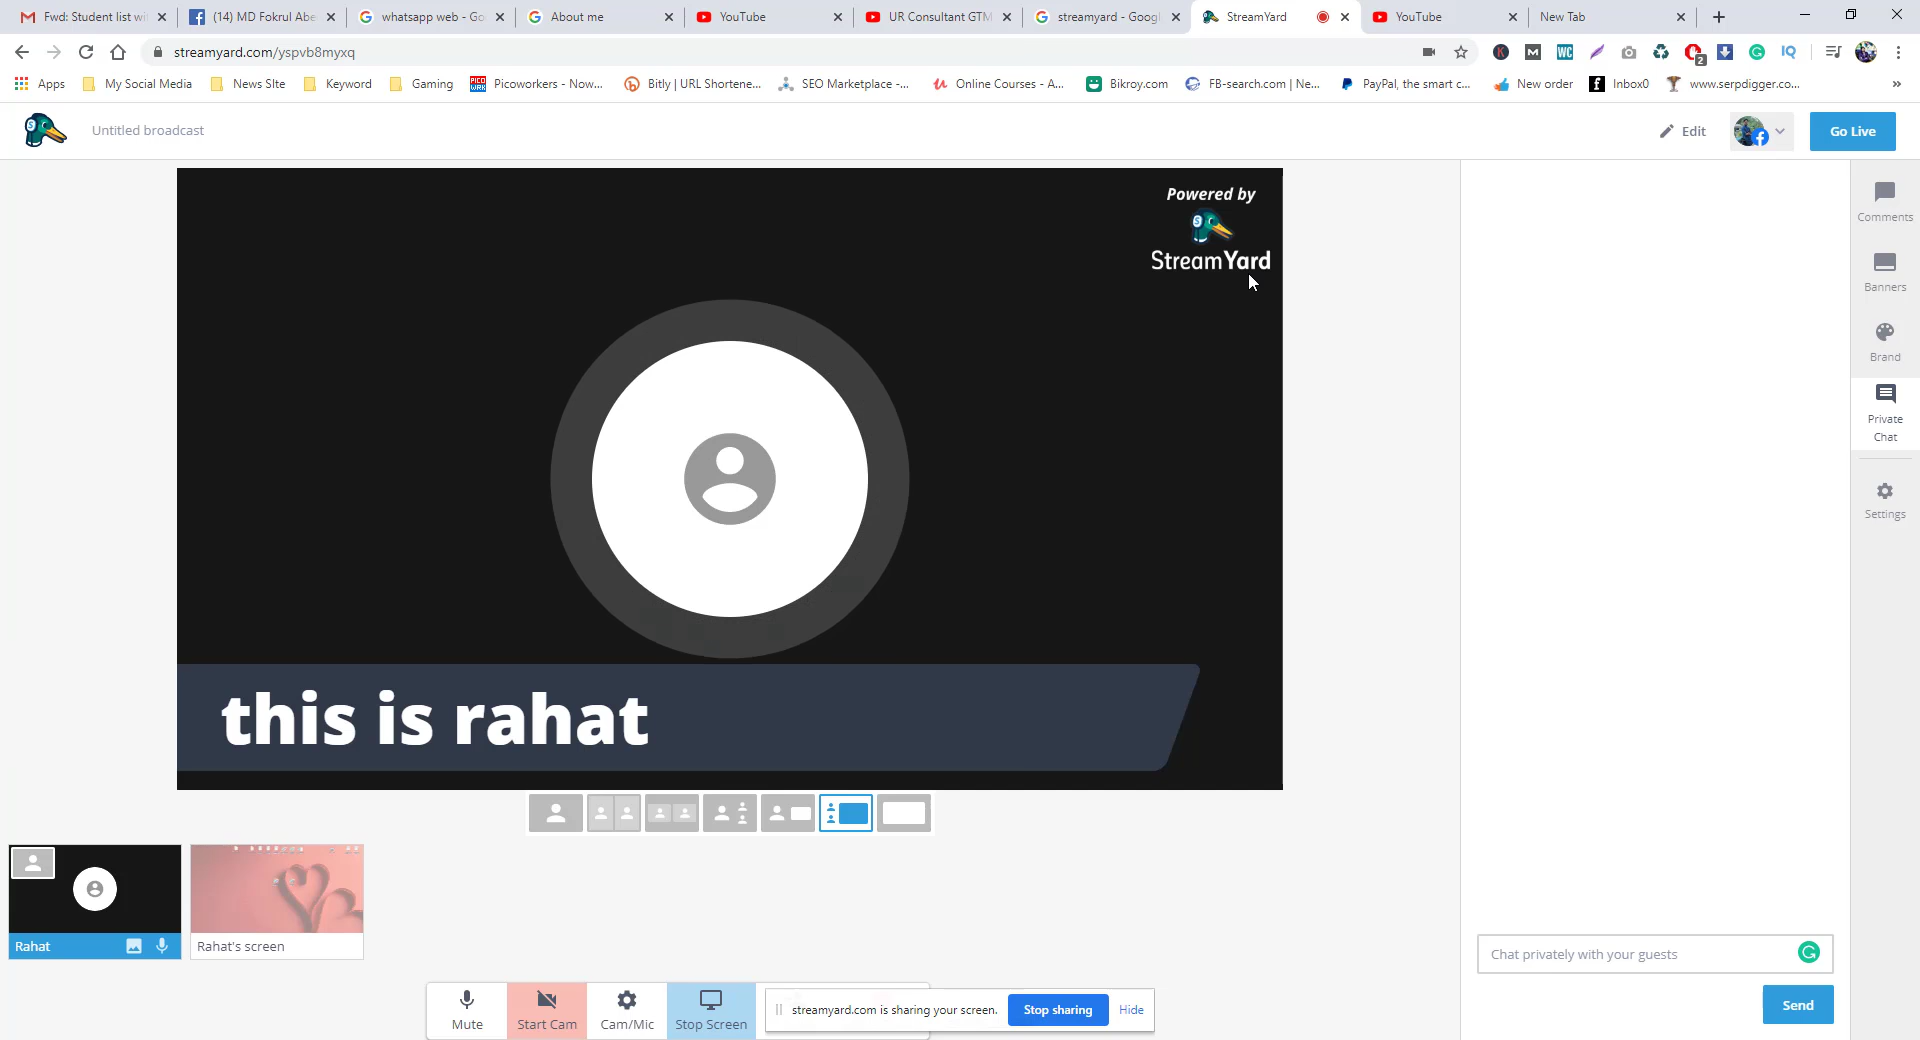 Fwd: Student list wi
(14) MD Fokrul Abe
whatsapp web - Go
About me
YouTube
UR Consultant GTM
streamyard - Googl
StreamYard
YouTube
New Tab
streamyard.com/yspvb8myxq
2
Apps
My Social Media
News SIte
Keyword
Gaming
Picoworkers - Now...
Bitly | URL Shortene...
SEO Marketplace -...
Online Courses - A...
Bikroy.com
FB-search.com | Ne...
PayPal, the smart c...
New order
Inbox0
www.serpdigger.co...
»
Untitled broadcast
Edit
Go Live
Powered by
StreamYard
this is rahat
Comments
Banners
Brand
Private
Chat
Settings
Rahat
Rahat's screen
Chat privately with your guests
Send
Mute
Start Cam
Cam/Mic
Stop Screen
streamyard.com is sharing your screen.
Stop sharing
Hide